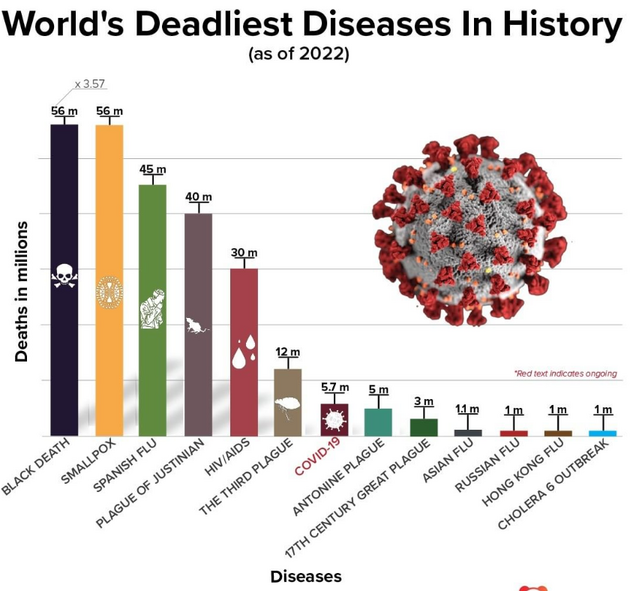 World's Deadliest Diseases In History
(as of 2022)
x 3.57
56 m
56 m
45 m
40 m
30 m
12 m
5.7 m
5 m
3 m
1.1 m
1 m
1 m
1 m
Deaths in millions
*Red text indicates ongoing
BLACK DEATH
SMALLPOX
SPANISH FLU
PLAGUE OF JUSTINIAN
HIV/AIDS
THE THIRD PLAGUE
COVID-19
ANTONINE PLAGUE
17TH CENTURY GREAT PLAGUE
ASIAN FLU
RUSSIAN FLU
HONG KONG FLU
CHOLERA 6 OUTBREAK
Diseases